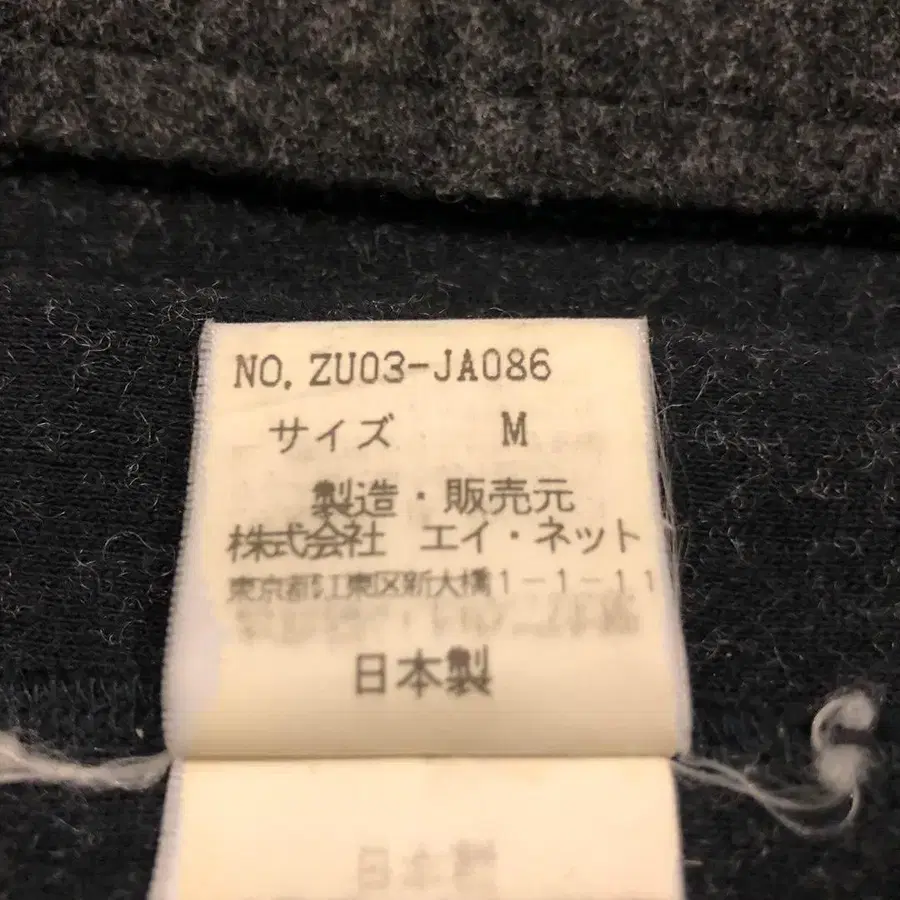 NO. ZU03-JA086
サイズ M
製造・販売元
株式会社 エイ・ネット
東京都江東区新大橋1-1-11
日本製